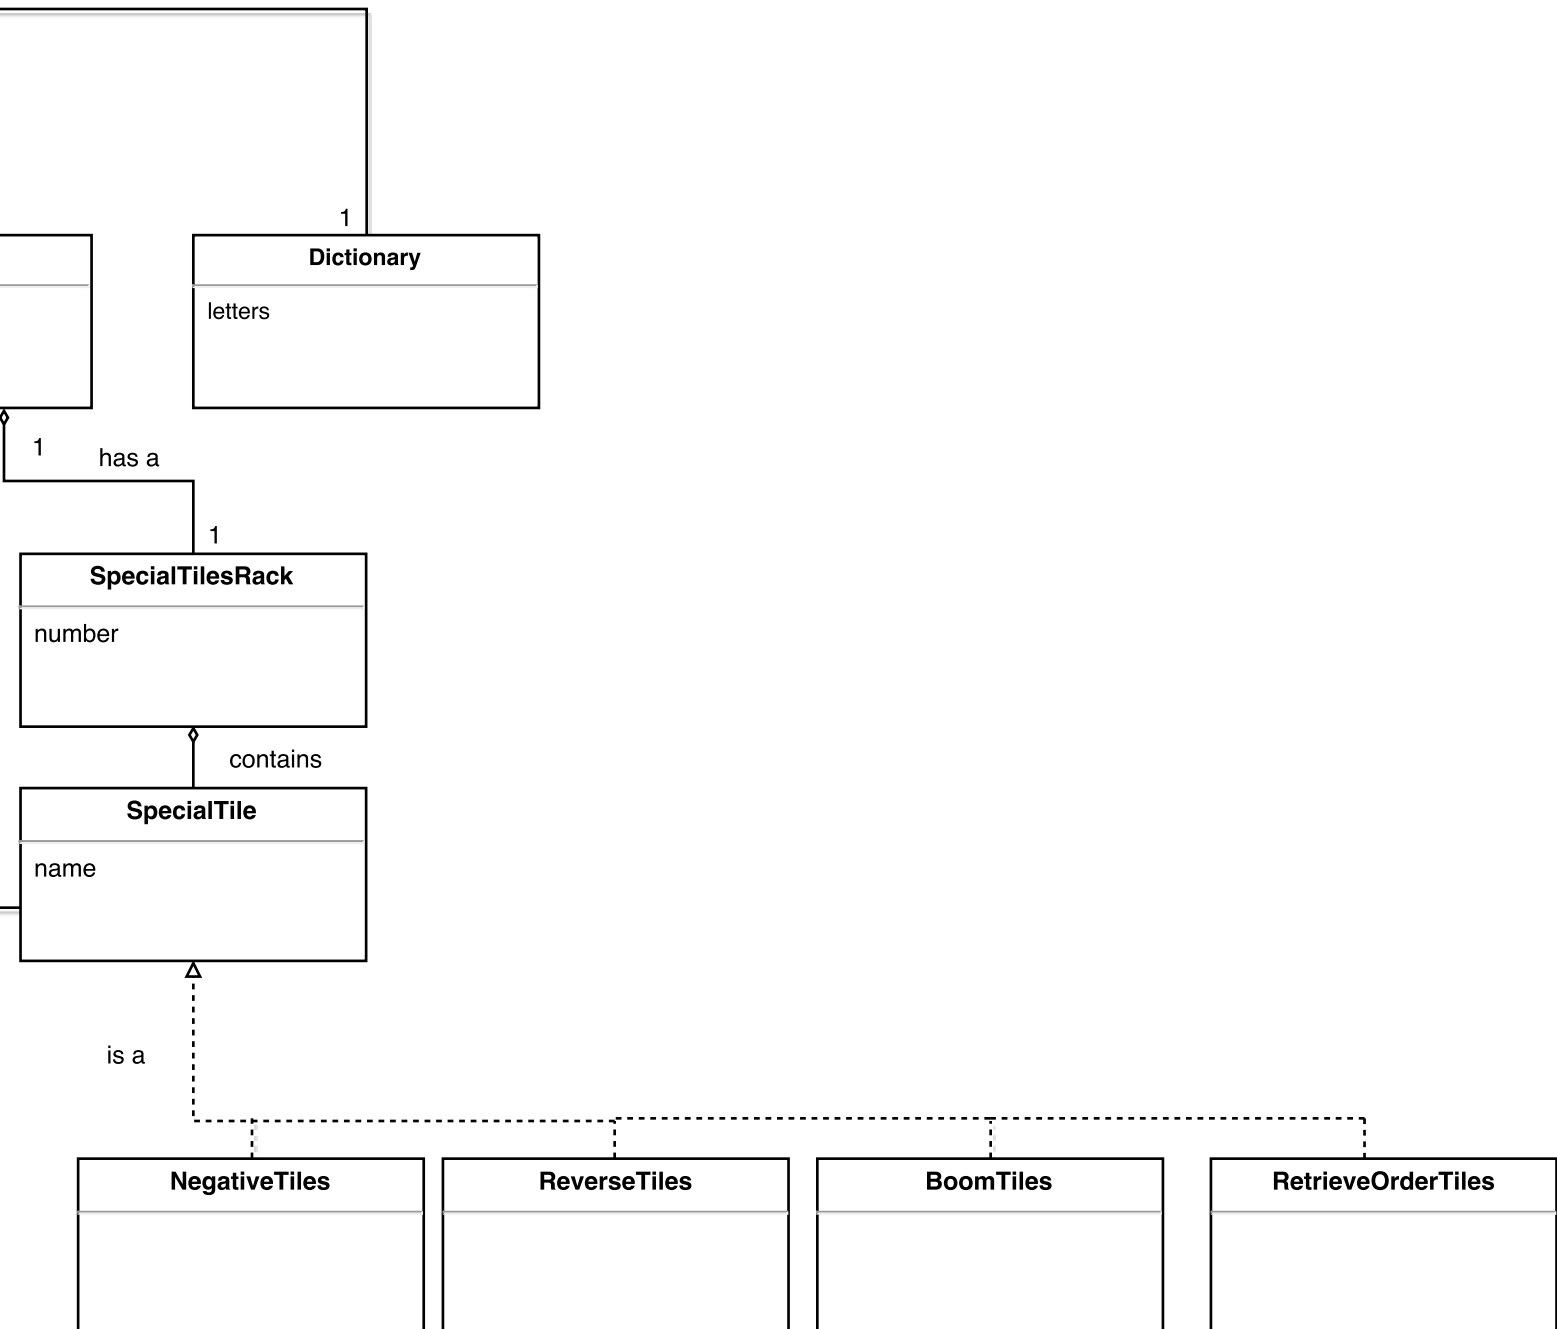 1
Dictionary
letters
1
has a
1
SpecialTilesRack
number
contains
SpecialTile
name
is a
NegativeTiles
ReverseTiles
BoomTiles
RetrieveOrderTiles